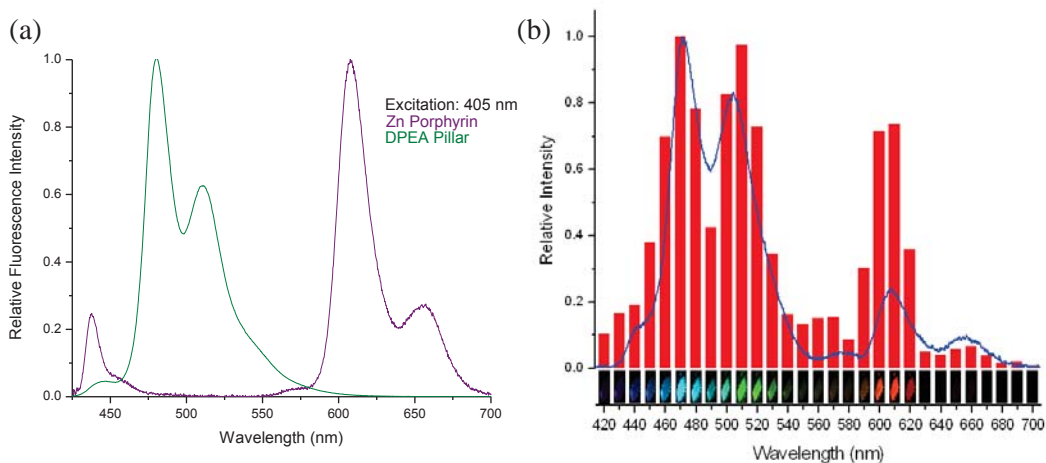 (a)
1.0
0.8
0.6
0.4
0.2
0.0
Relative Fluorescence Intensity
Excitation: 405 nm
Zn Porphyrin
DPEA Pillar
450 500 550 600 650 700
Wavelength (nm)
(b)
1.0
0.8
0.6
0.4
0.2
0.0
Relative Intensity
420 440 460 480 500 520 540 560 580 600 620 640 660 680 700
Wavelength (nm)